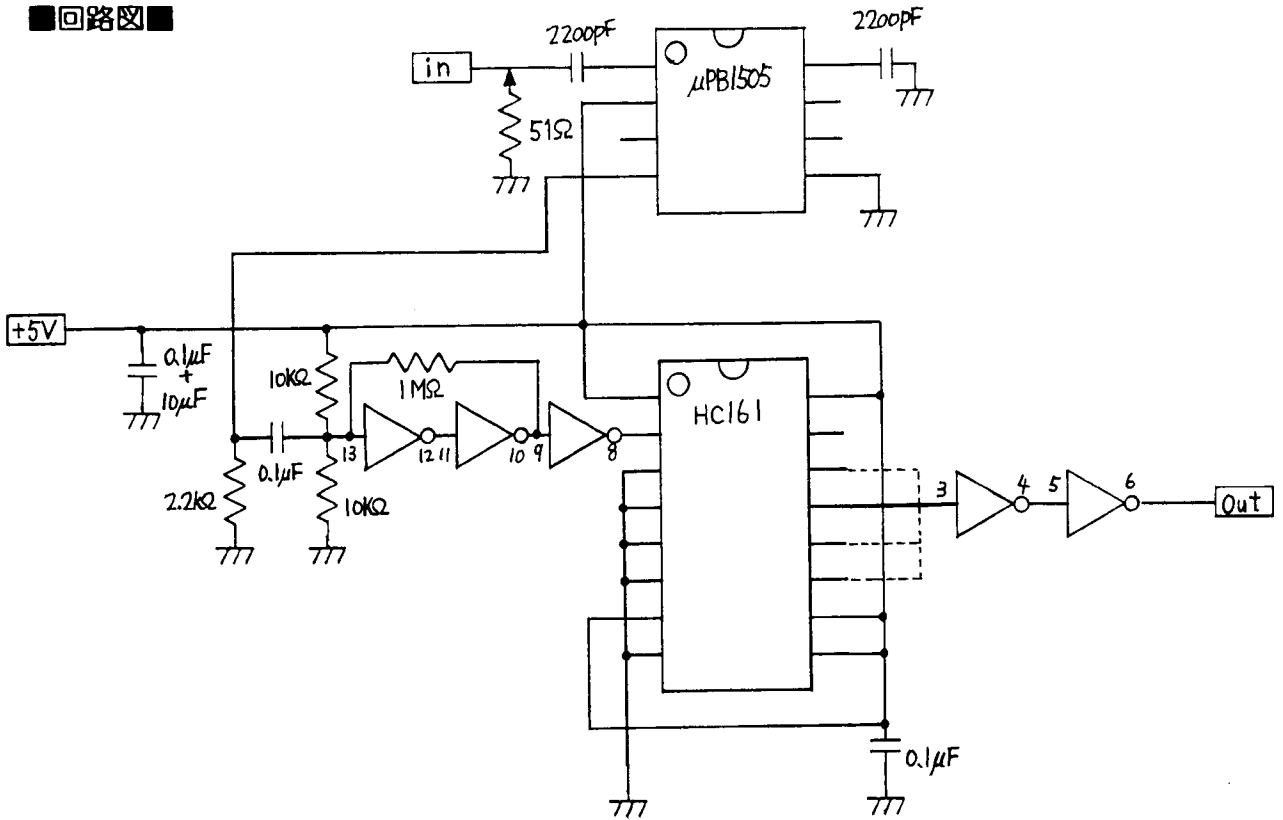 ■回路図■
2200pF
2200pF
in
μPB1505
51Ω
+5V
0.1μF
+
10μF
10kΩ
1MΩ
HC161
13
12
11
10
9
8
0.1μF
2.2kΩ
10kΩ
3
4
5
6
Out
0.1μF